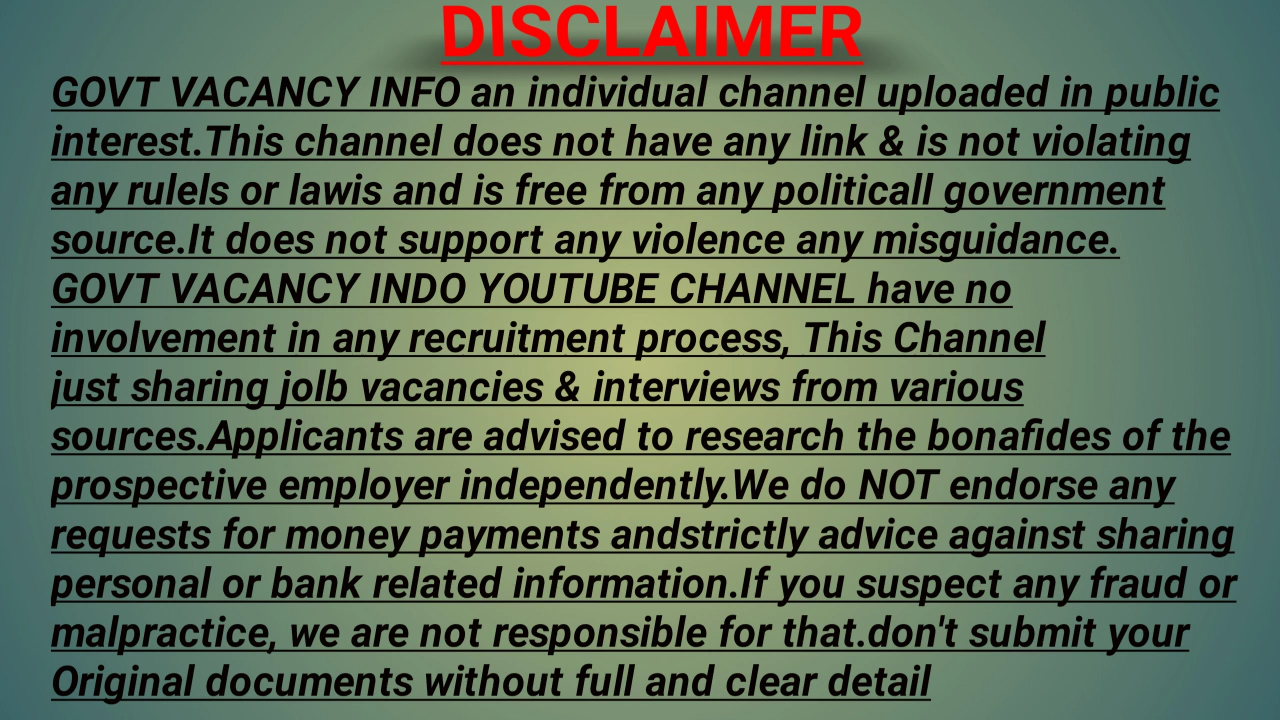 DISCLAIMER
GOVT VACANCY INFO an individual channel uploaded in public
interest.This channel does not have any link & is not violating
any rulels or lawis and is free from any politicall government
source.It does not support any violence any misguidance.
GOVT VACANCY INDO YOUTUBE CHANNEL have no
involvement in any recruitment process, This Channel
just sharing jolb vacancies & interviews from various
sources.Applicants are advised to research the bonafides of the
prospective employer independently.We do NOT endorse any
requests for money payments andstrictly advice against sharing
personal or bank related information.If you suspect any fraud or
malpractice, we are not responsible for that.don't submit your
Original documents without full and clear detail